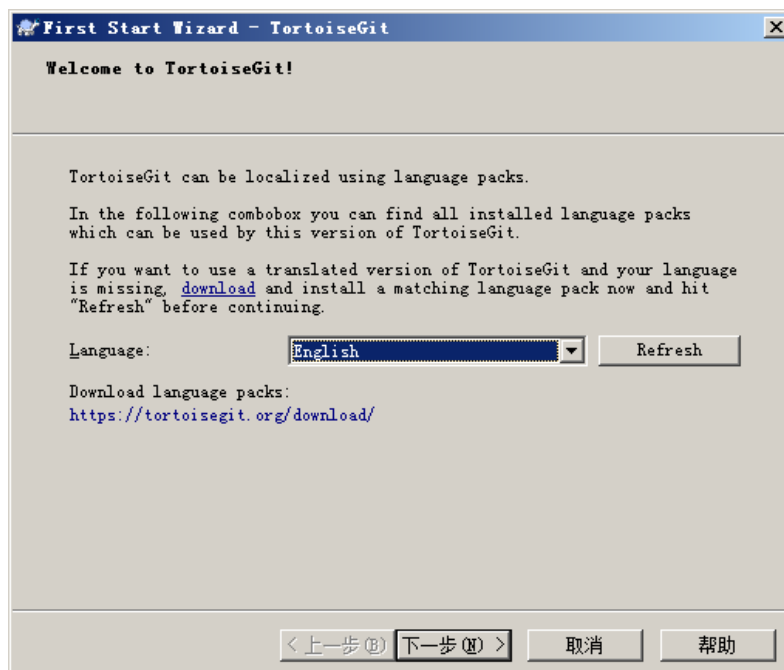 First Start Wizard - TortoiseGit
Welcome to TortoiseGit!
TortoiseGit can be localized using language packs.
In the following combobox you can find all installed language packs
which can be used by this version of TortoiseGit.
If you want to use a translated version of TortoiseGit and your language
is missing, download and install a matching language pack now and hit
"Refresh" before continuing.
Language: English Refresh
Download language packs:
https://tortoisegit.org/download/
< 上一步(B) 下一步(N) > 取消 帮助